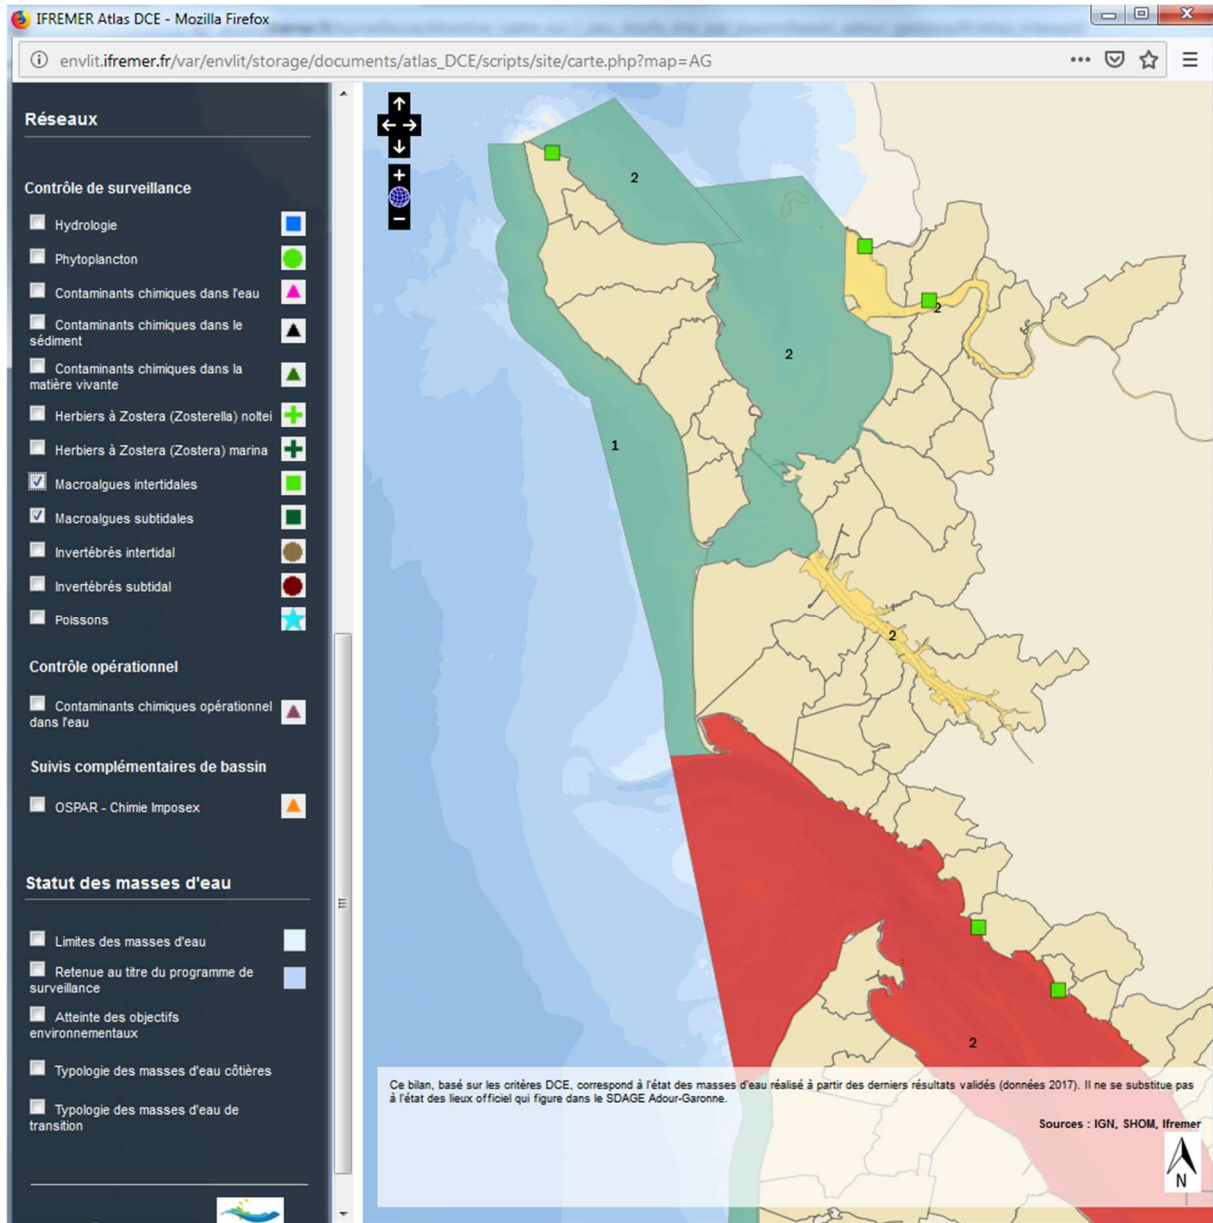 IFREMER Atlas DCE - Mozilla Firefox
envlit.ifremer.fr/var/envlit/storage/documents/atlas_DCE/scripts/site/carte.php?map=AG
Réseaux
Contrôle de surveillance
Hydrologie
Phytoplancton
Contaminants chimiques dans l'eau
Contaminants chimiques dans le
sédiment
Contaminants chimiques dans la
matière vivante
Herbiers à Zostera (Zosterella) noltei
Herbiers à Zostera (Zostera) marina
Macroalgues intertidales
Macroalgues subtidales
Invertébrés intertidal
Invertébrés subtidal
Poissons
Contrôle opérationnel
Contaminants chimiques opérationnel
dans l'eau
Suivis complémentaires de bassin
OSPAR - Chimie Imposex
Statut des masses d'eau
Limites des masses d'eau
Retenue au titre du programme de
surveillance
Atteinte des objectifs
environnementaux
Typologie des masses d'eau côtières
Typologie des masses d'eau de
transition
2
2
2
1
2
2
Ce bilan, basé sur les critères DCE, correspond à l'état des masses d'eau réalisé à partir des derniers résultats validés (données 2017). Il ne se substitue pas
à l'état des lieux officiel qui figure dans le SDAGE Adour-Garonne.
Sources : IGN, SHOM, Ifremer
N